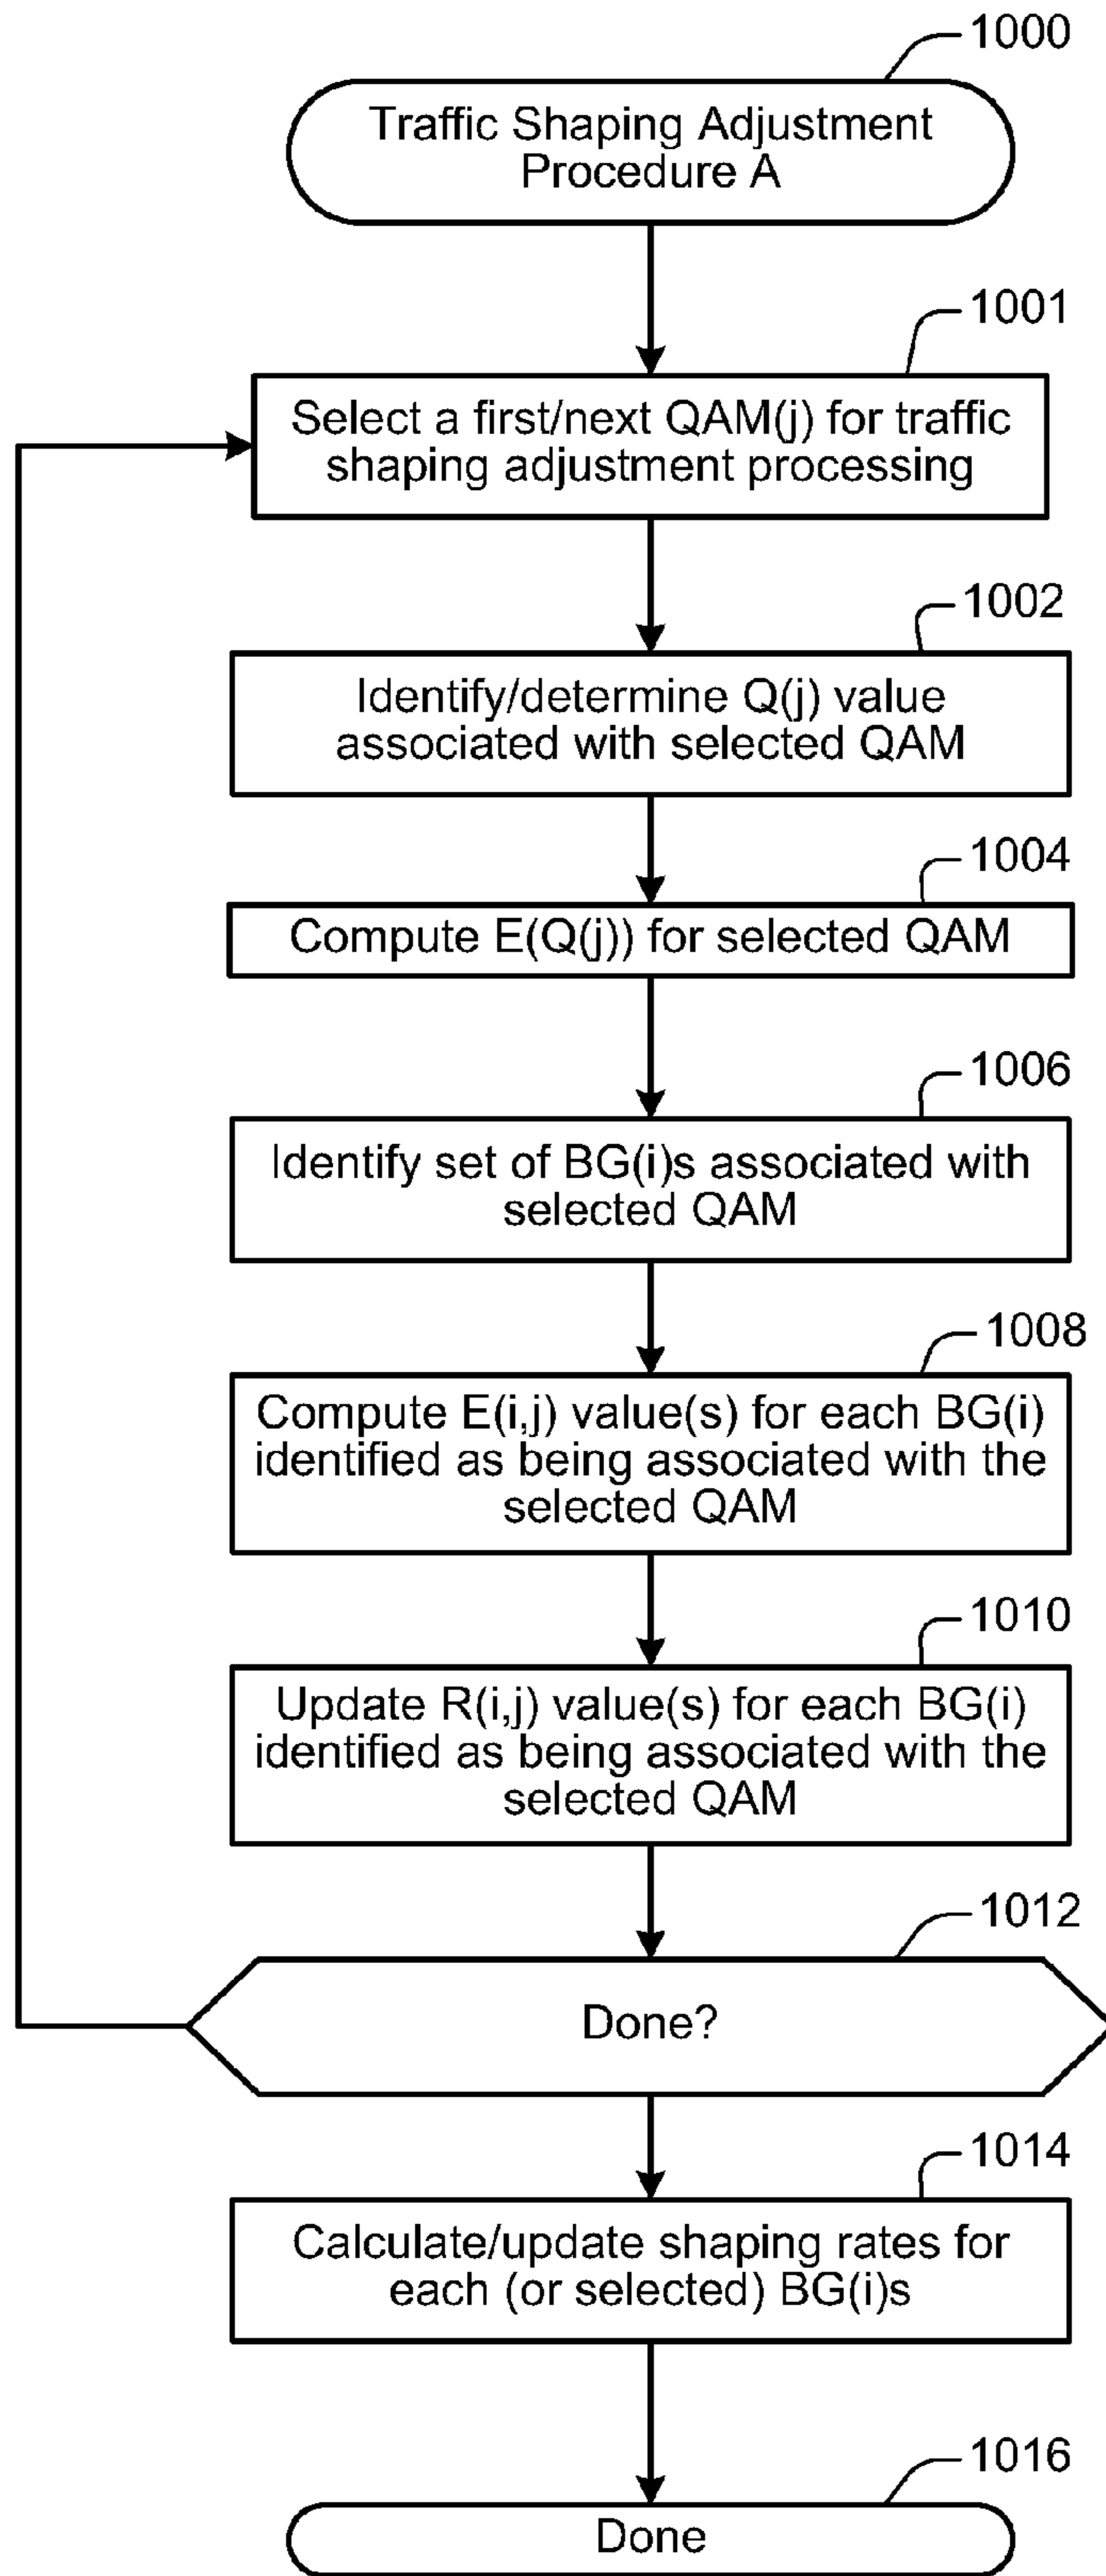 1000
Traffic Shaping Adjustment
Procedure A
1001
Select a first/next QAM(j) for traffic
shaping adjustment processing
1002
Identify/determine Q(j) value
associated with selected QAM
1004
Compute E(Q(j)) for selected QAM
1006
Identify set of BG(i)s associated with
selected QAM
1008
Compute E(i,j) value(s) for each BG(i)
identified as being associated with the
selected QAM
1010
Update R(i,j) value(s) for each BG(i)
identified as being associated with the
selected QAM
1012
Done?
1014
Calculate/update shaping rates for
each (or selected) BG(i)s
1016
Done